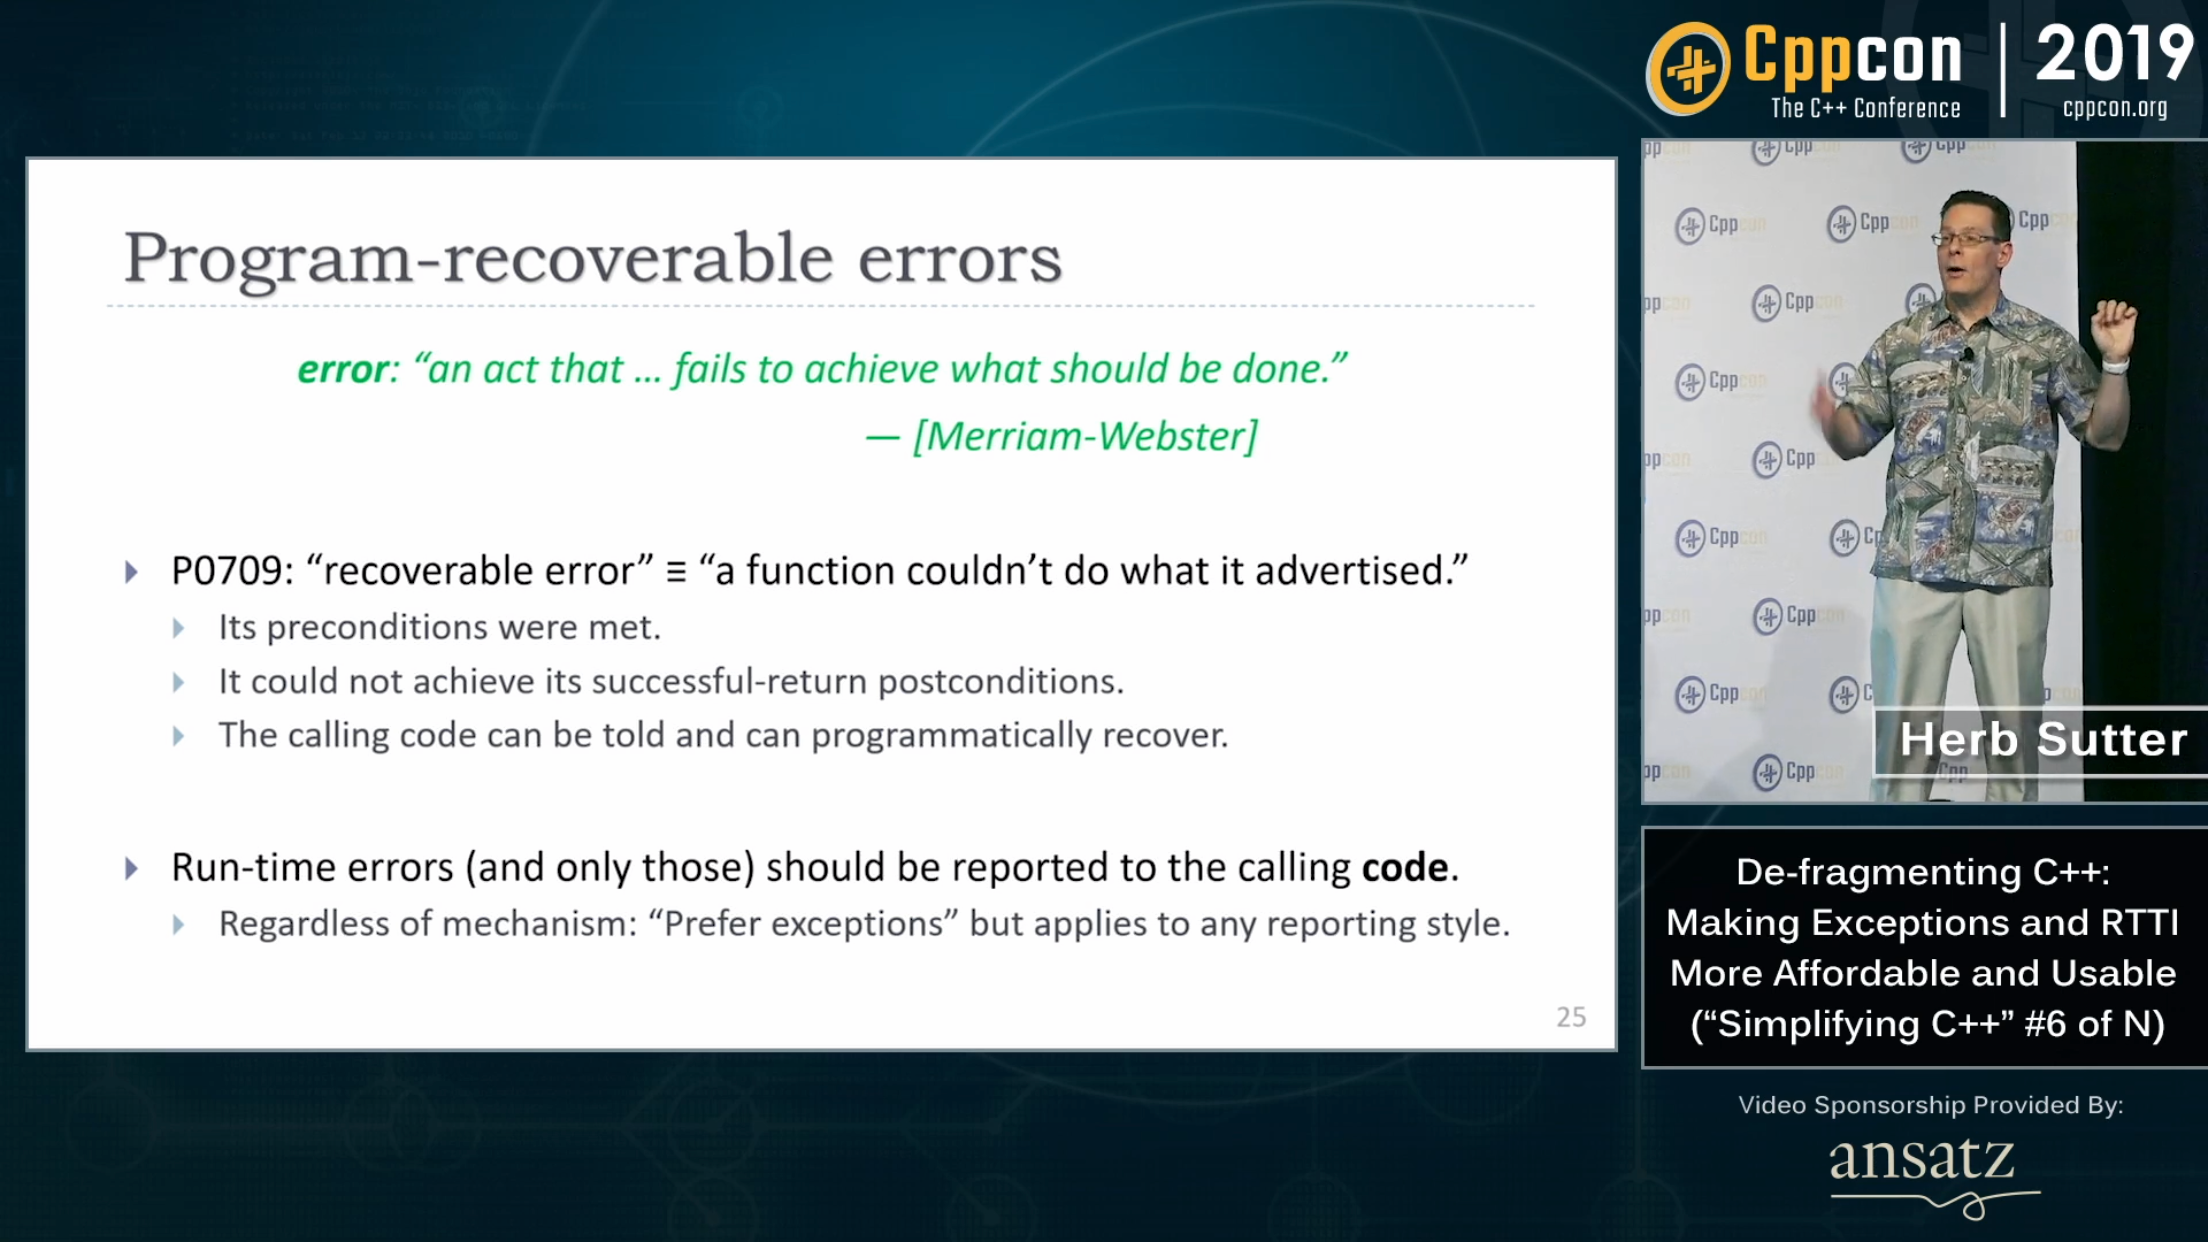 Cppcon
The C++ Conference
2019
cppcon.org
Program-recoverable errors
error: “an act that … fails to achieve what should be done.”
— [Merriam-Webster]
P0709: “recoverable error” ≡ “a function couldn’t do what it advertised.”
Its preconditions were met.
It could not achieve its successful-return postconditions.
The calling code can be told and can programmatically recover.
Run-time errors (and only those) should be reported to the calling code.
Regardless of mechanism: “Prefer exceptions” but applies to any reporting style.
25
Herb Sutter
De-fragmenting C++:
Making Exceptions and RTTI
More Affordable and Usable
(“Simplifying C++” #6 of N)
Video Sponsorship Provided By:
ansatz